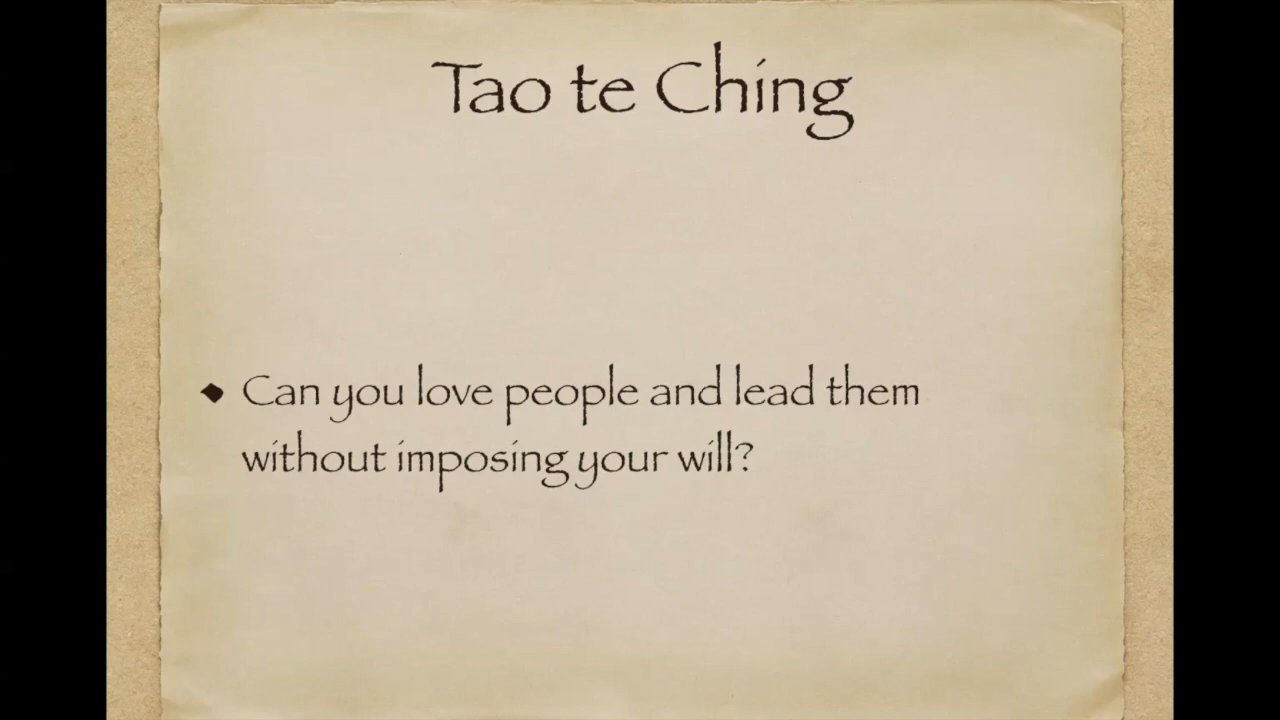 Tao te Ching
• Can you love people and lead them
without imposing your will?